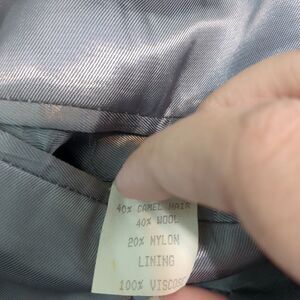 40% CAMEL HAIR
40% WOOL
20% NYLON
LINING
100% VISCOSE